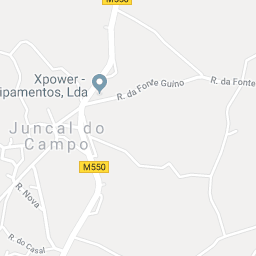 M550
Xpower -
ipamentos, Lda
R. da Fonte Guino
R. da Fonte
Juncal do
Campo
M550
R. Nova
R. do Casal